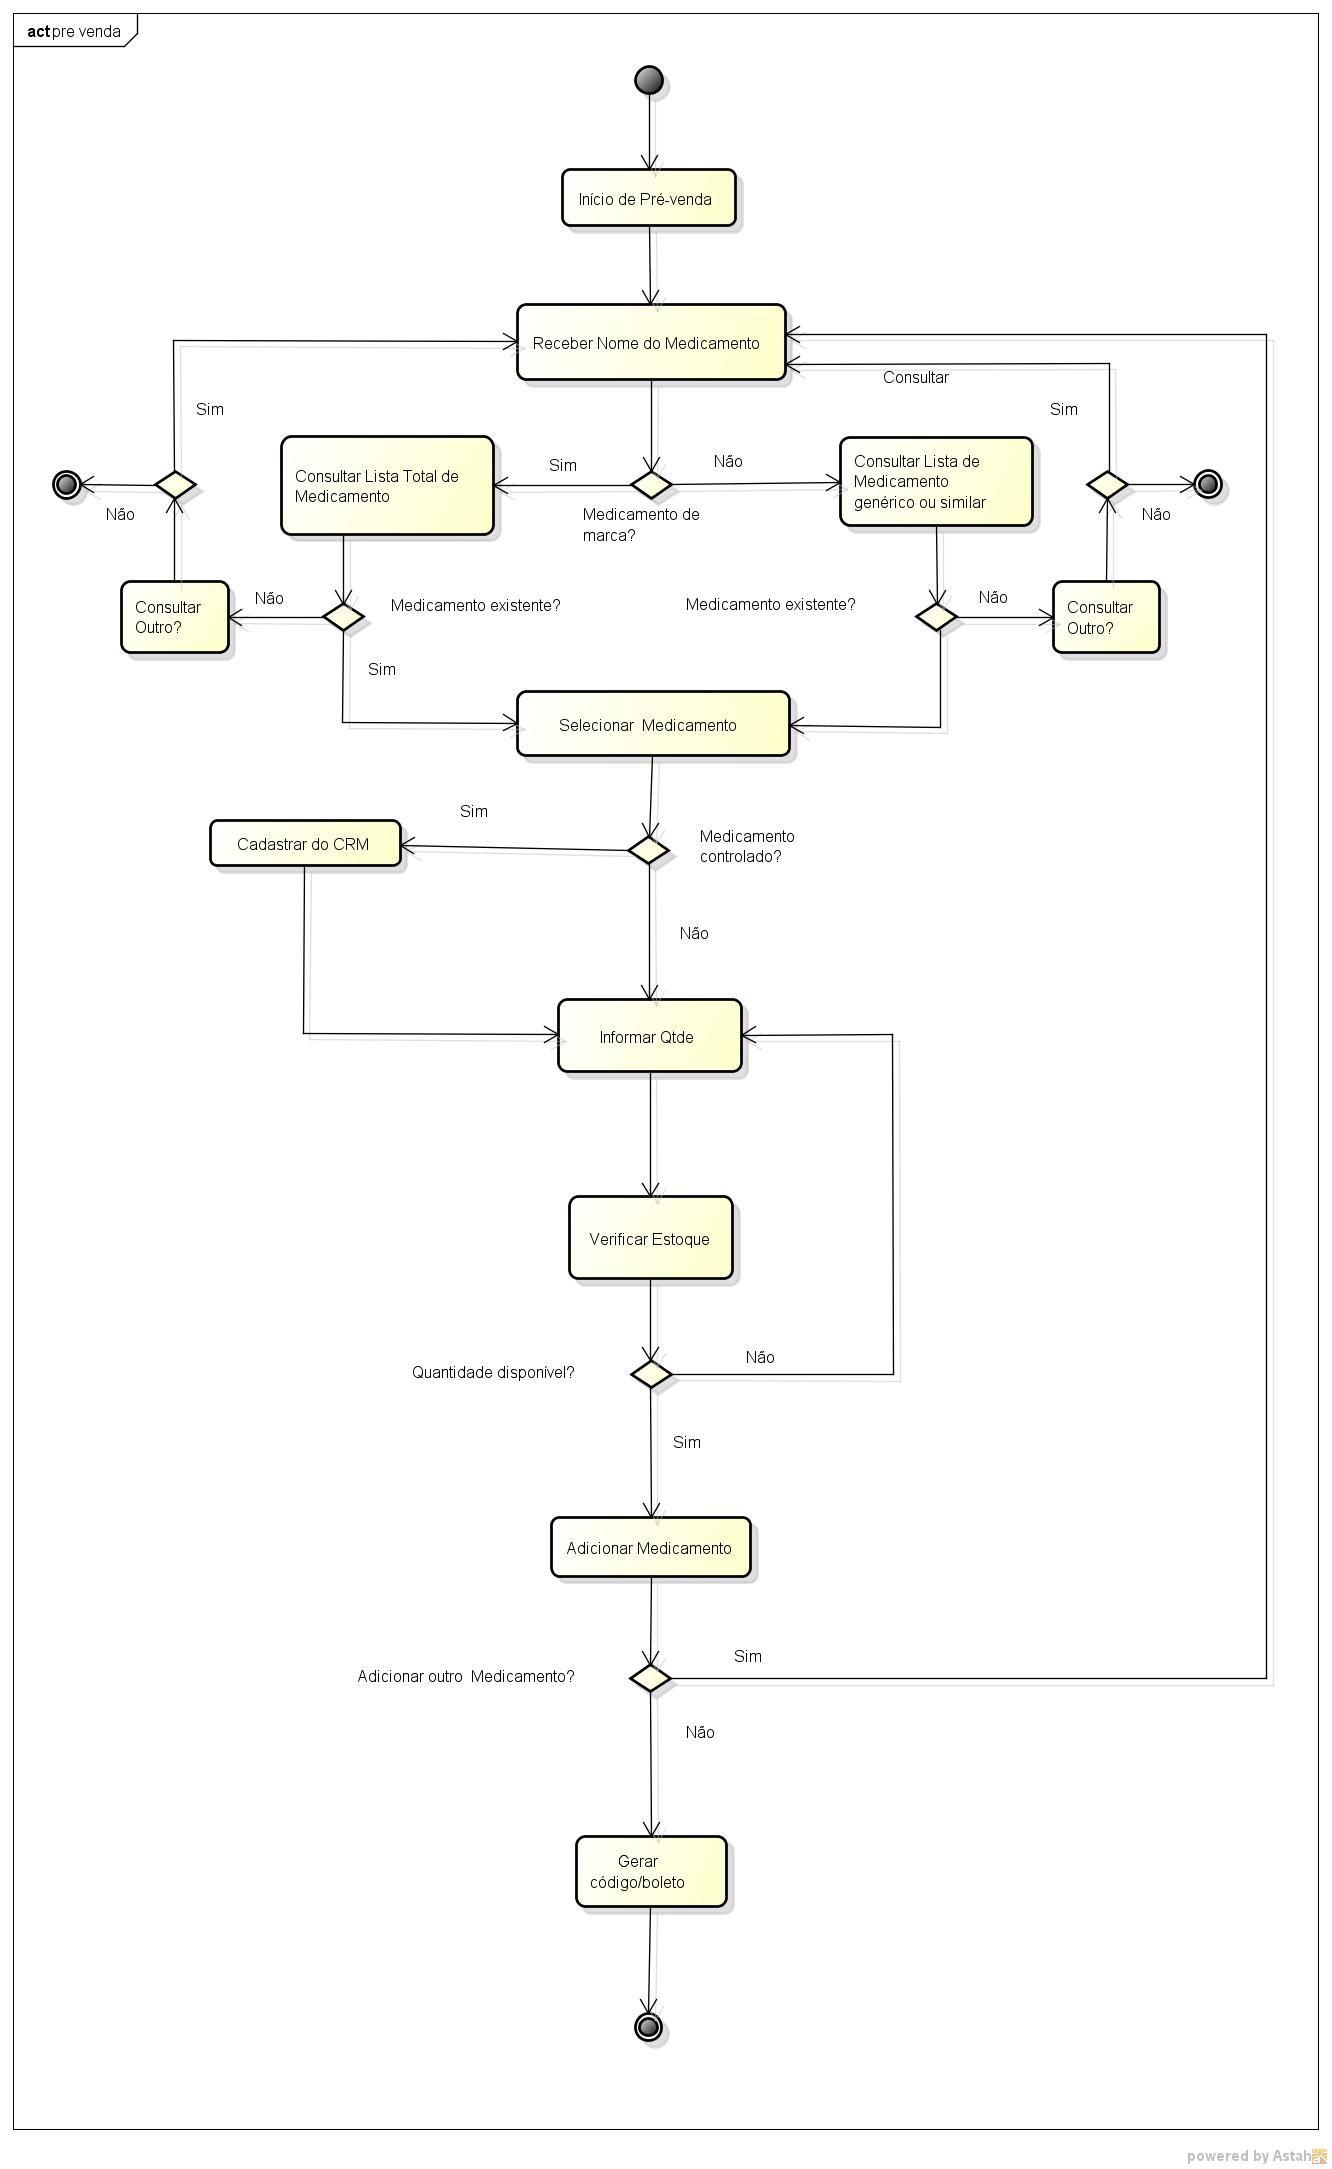 act pre venda
Início de Pré-venda
Receber Nome do Medicamento
Consultar
Sim
Sim
Consultar Lista Total de
Medicamento
Sim
Não
Consultar Lista de
Medicamento
genérico ou similar
Não
Medicamento de
marca?
Não
Consultar
Outro?
Não
Medicamento existente?
Medicamento existente?
Não
Consultar
Outro?
Sim
Selecionar  Medicamento
Sim
Cadastrar do CRM
Medicamento
controlado?
Não
Informar Qtde
Verificar Estoque
Quantidade disponível?
Não
Sim
Adicionar Medicamento
Adicionar outro  Medicamento?
Sim
Não
Gerar
código/boleto
powered by Astah